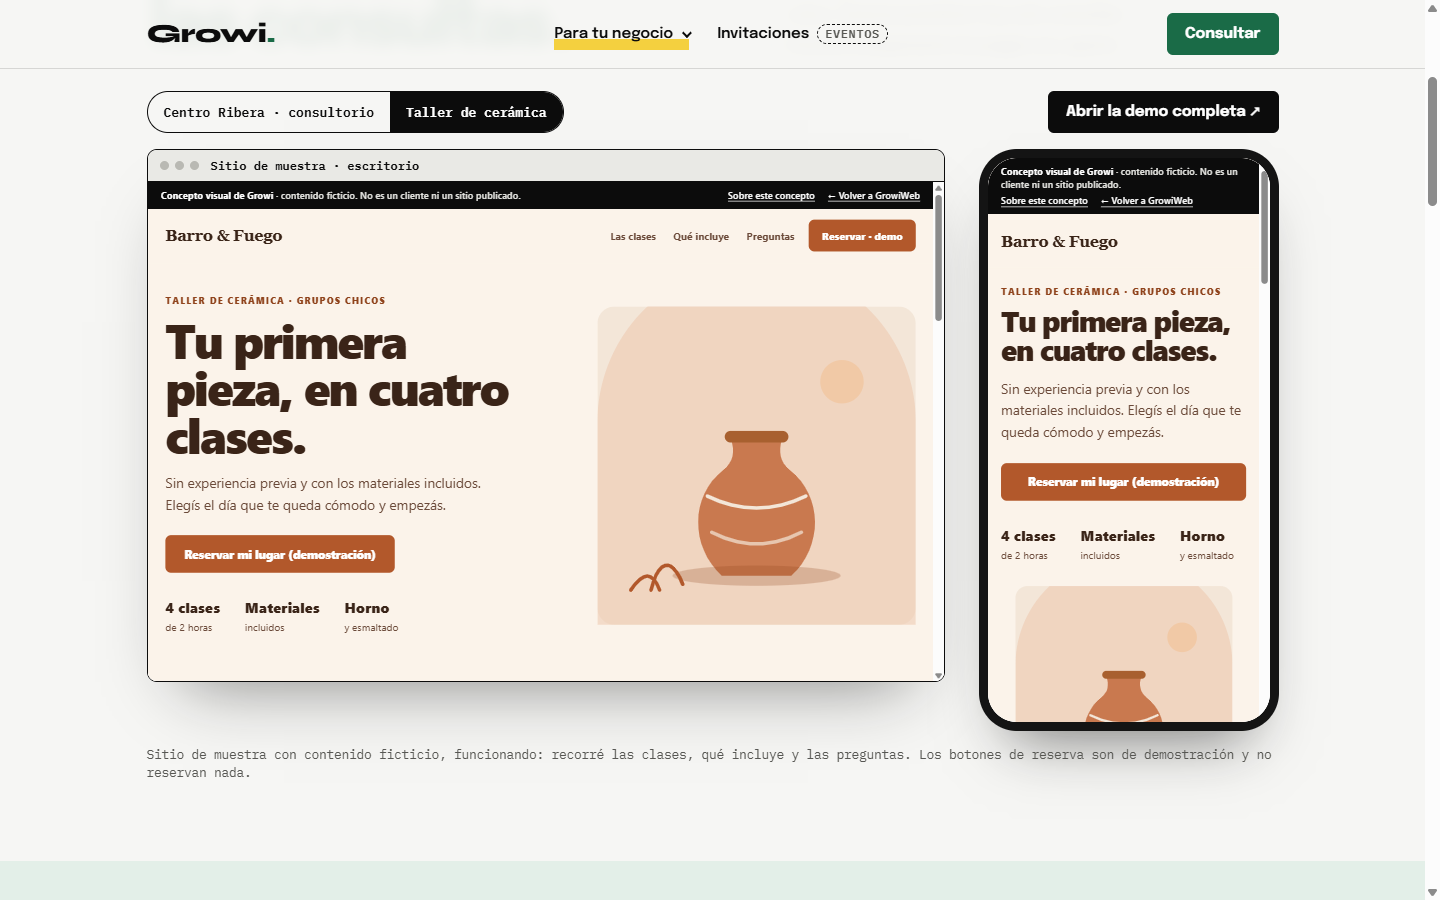 Growi.
Para tu negocio
Invitaciones
EVENTOS
Consultar
Centro Ribera · consultorio
Taller de cerámica
Abrir la demo completa ↗
Sitio de muestra · escritorio
Concepto visual de Growi · contenido ficticio. No es un cliente ni un sitio publicado.
Sobre este concepto
← Volver a GrowiWeb
Barro & Fuego
Las clases
Qué incluye
Preguntas
Reservar - demo
TALLER DE CERÁMICA · GRUPOS CHICOS
Tu primera
pieza, en cuatro
clases.
Sin experiencia previa y con los materiales incluidos.
Elegís el día que te queda cómodo y empezás.
Reservar mi lugar (demostración)
4 clases
de 2 horas
Materiales
incluidos
Horno
y esmaltado
Concepto visual de Growi · contenido ficticio. No es un
cliente ni un sitio publicado.
Sobre este concepto
← Volver a GrowiWeb
Barro & Fuego
TALLER DE CERÁMICA · GRUPOS CHICOS
Tu primera pieza,
en cuatro clases.
Sin experiencia previa y con los
materiales incluidos. Elegís el día que te
queda cómodo y empezás.
Reservar mi lugar (demostración)
4 clases
de 2 horas
Materiales
incluidos
Horno
y esmaltado
Sitio de muestra con contenido ficticio, funcionando: recorré las clases, qué incluye y las preguntas. Los botones de reserva son de demostración y no
reservan nada.